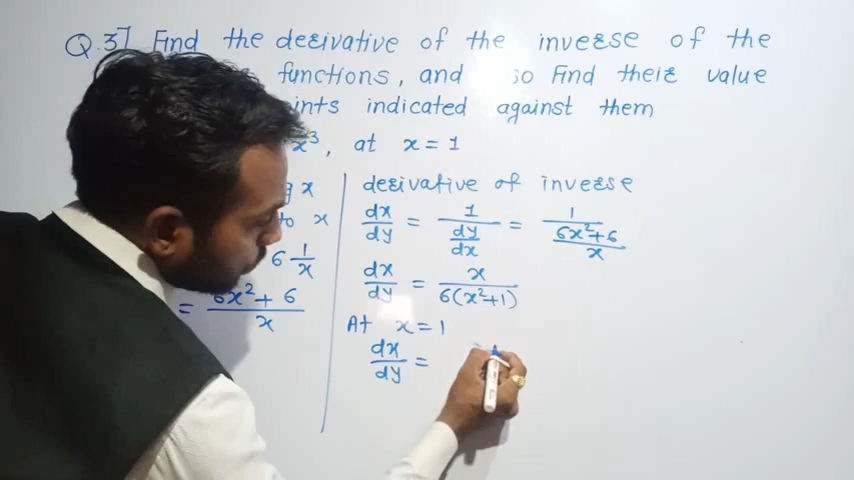 Q.3] Find the derivative of the inverse of the
functions, and so Find their value
ints indicated against them
x³, at x = 1
x
to x
6 1/x
= 6x² + 6 / x
derivative of inverse
dx/dy = 1 / (dy/dx) = 1 / ((6x²+6)/x)
dx/dy = x / 6(x²+1)
At x = 1
dx/dy =